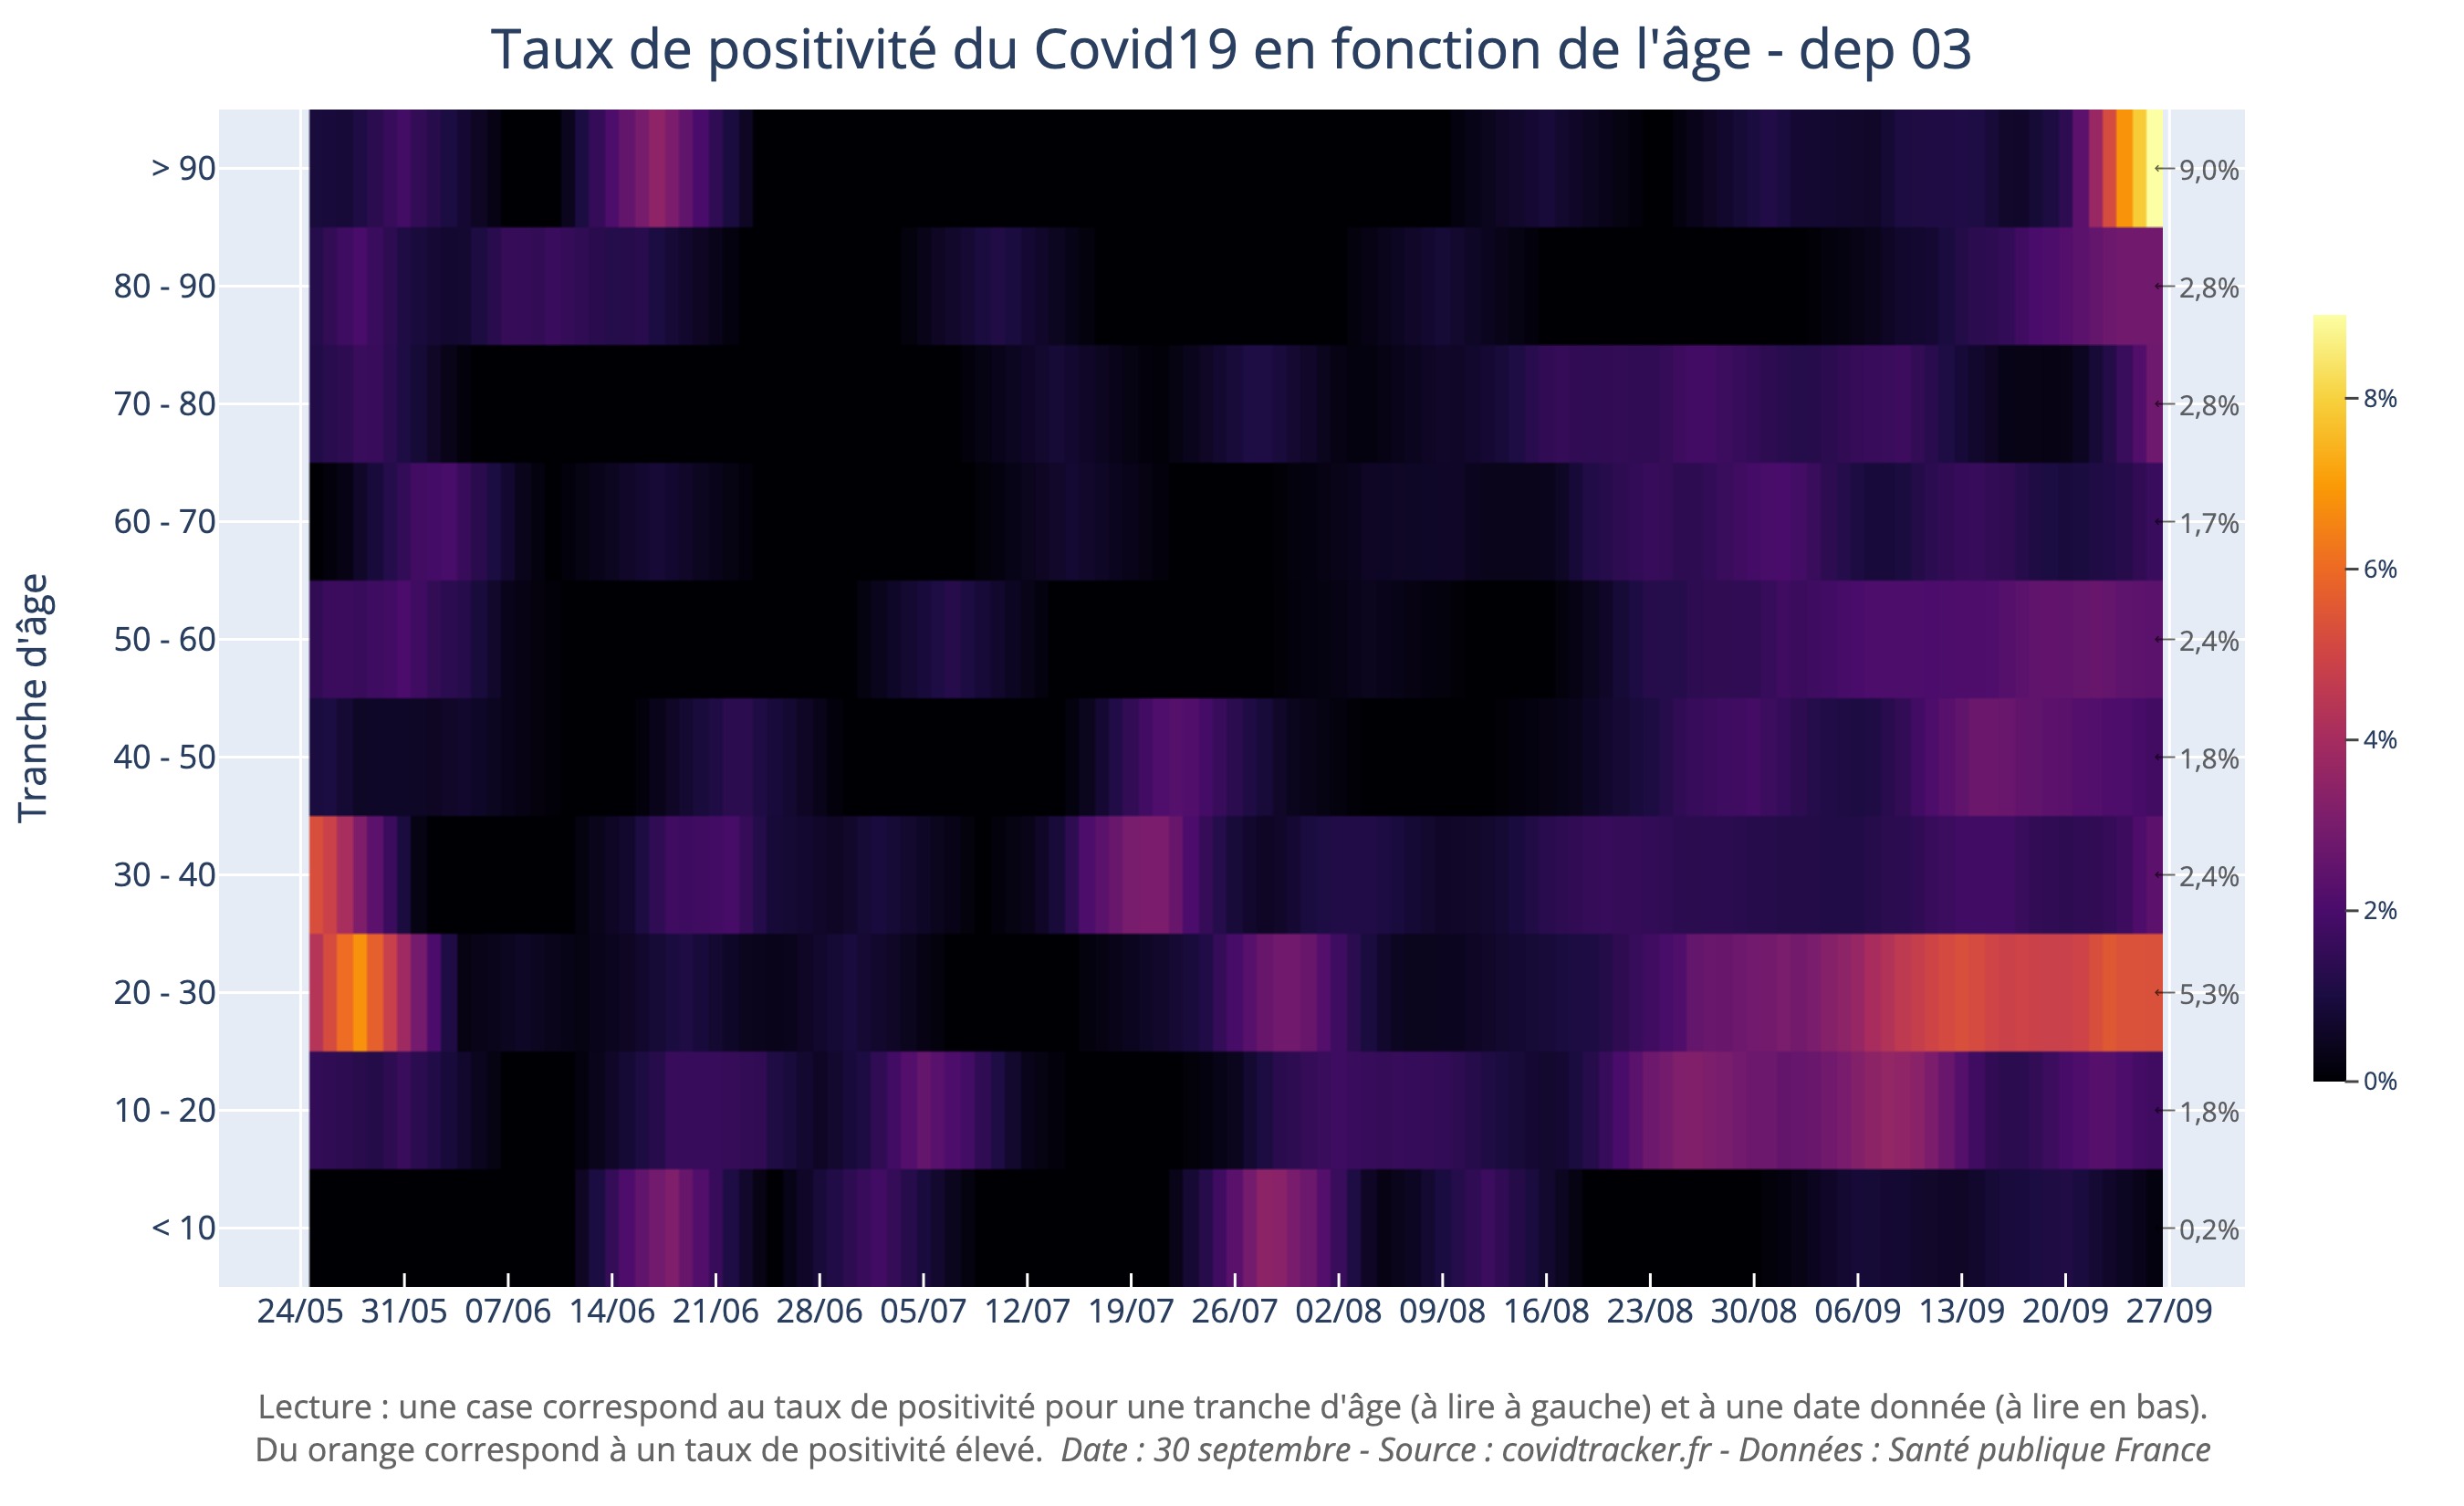 Taux de positivité du Covid19 en fonction de l'âge - dep 03
Tranche d'âge
> 90
80 - 90
70 - 80
60 - 70
50 - 60
40 - 50
30 - 40
20 - 30
10 - 20
< 10
9,0%
2,8%
2,8%
1,7%
2,4%
1,8%
2,4%
5,3%
1,8%
0,2%
8%
6%
4%
2%
0%
24/05 31/05 07/06 14/06 21/06 28/06 05/07 12/07 19/07 26/07 02/08 09/08 16/08 23/08 30/08 06/09 13/09 20/09 27/09
Lecture : une case correspond au taux de positivité pour une tranche d'âge (à lire à gauche) et à une date donnée (à lire en bas).
Du orange correspond à un taux de positivité élevé. Date : 30 septembre - Source : covidtracker.fr - Données : Santé publique France